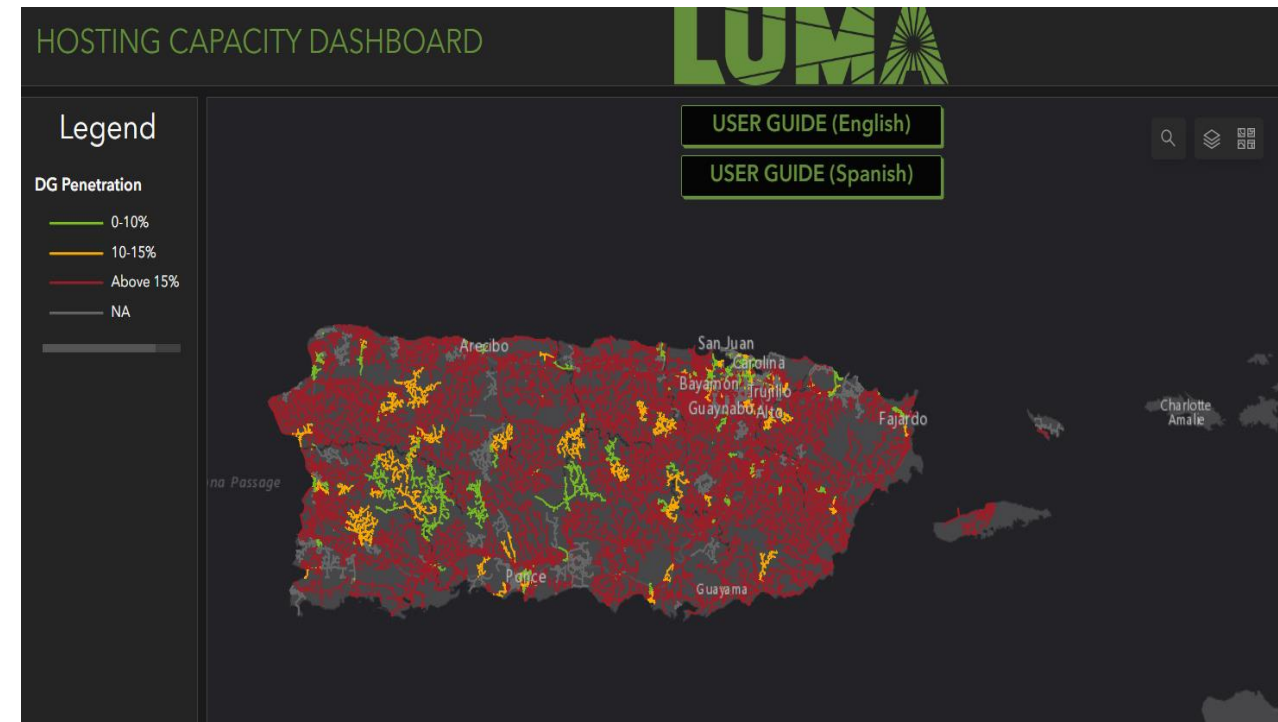 HOSTING CAPACITY DASHBOARD
LUMA
Legend
DG Penetration
0-10%
10-15%
Above 15%
NA
USER GUIDE (English)
USER GUIDE (Spanish)
Arecibo
San Juan
Carolina
Bayamón
Trujillo
Guaynabo
Alto
Fajardo
Charlotte
Amalie
na Passage
Ponce
Guayama